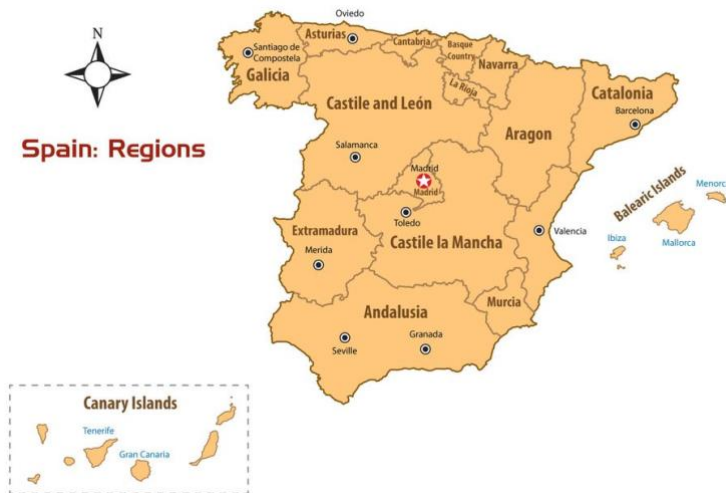 Oviedo
N
Asturias
Cantabria
Basque
Country
Santiago de
Compostela
Navarra
Galicia
La Rioja
Catalonia
Castile and León
Barcelona
Aragon
Spain: Regions
Salamanca
Madrid
Madrid
Menorc
Balearic Islands
Toledo
Extramadura
Valencia
Ibiza
Mallorca
Castile la Mancha
Merida
Murcia
Andalusia
Granada
Seville
Canary Islands
Tenerife
Gran Canaria